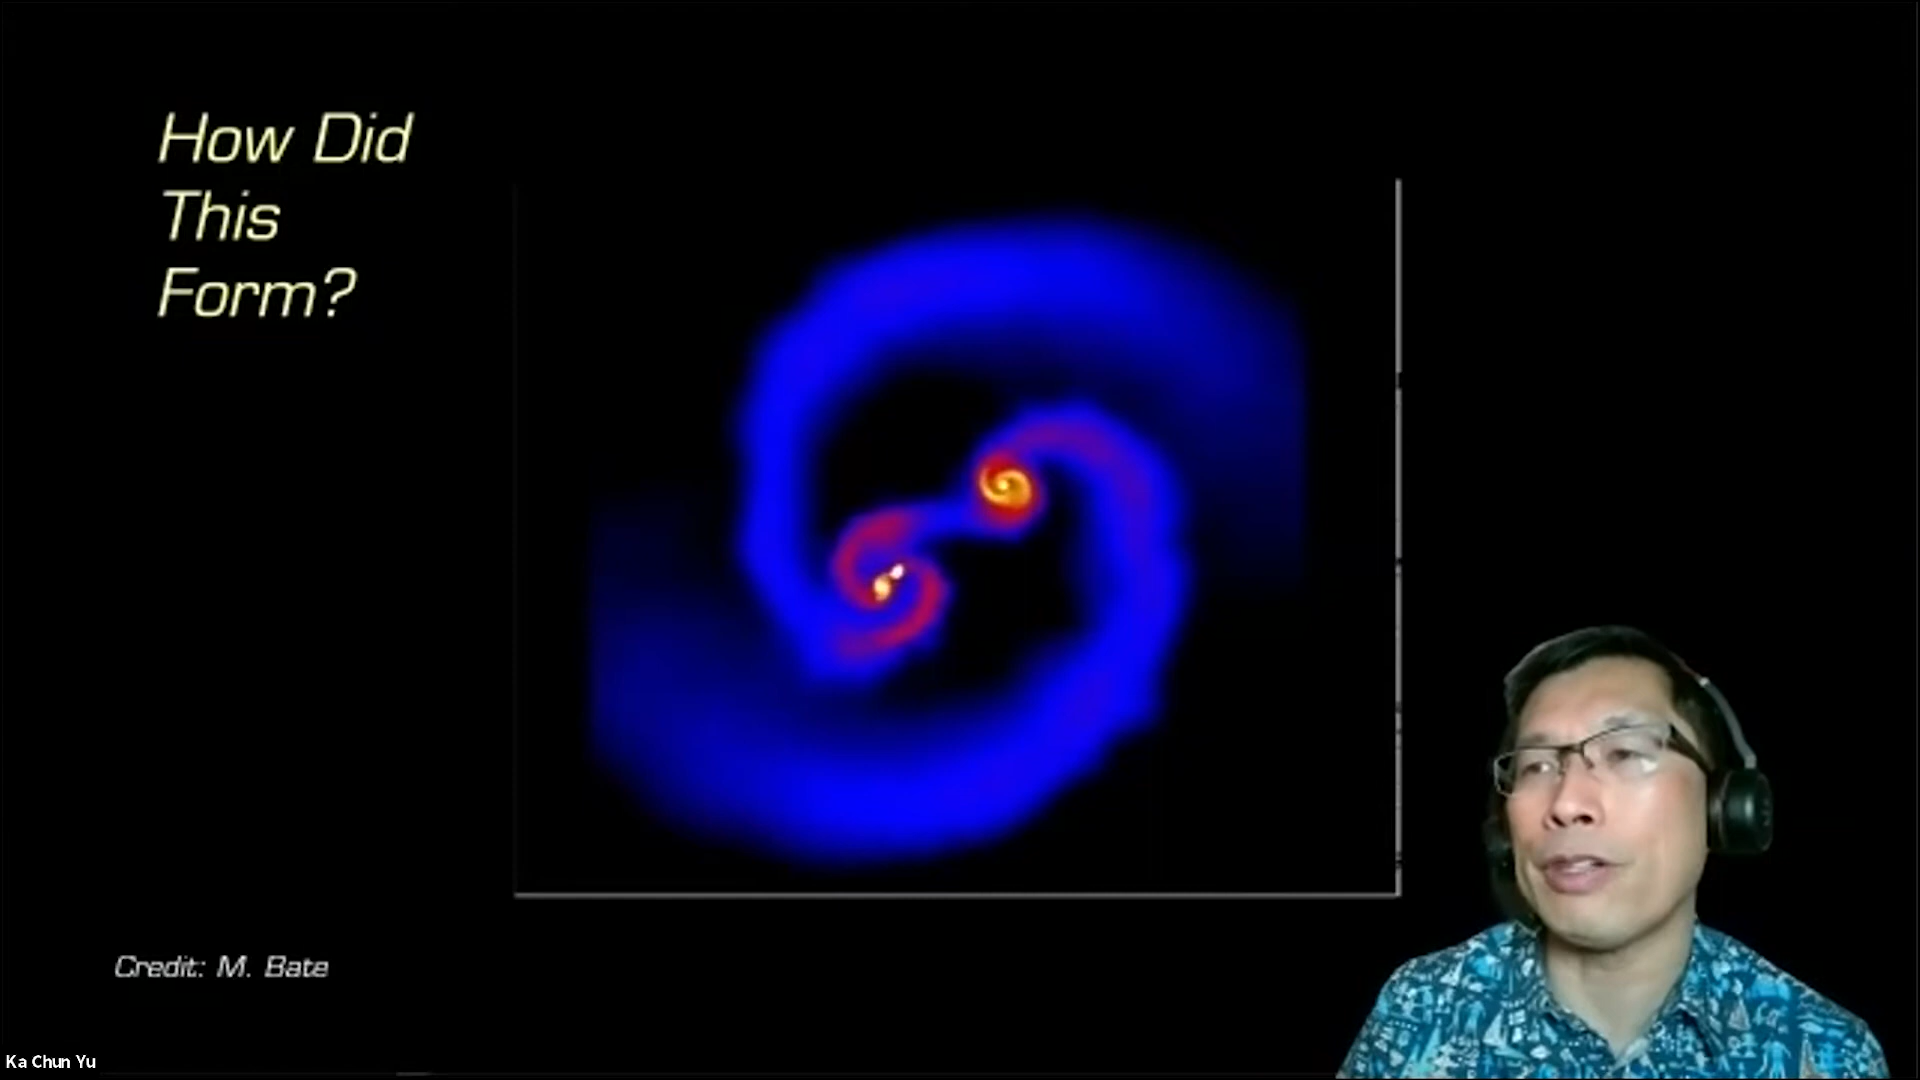 How Did
This
Form?
Credit: M. Bate
Ka Chun Yu